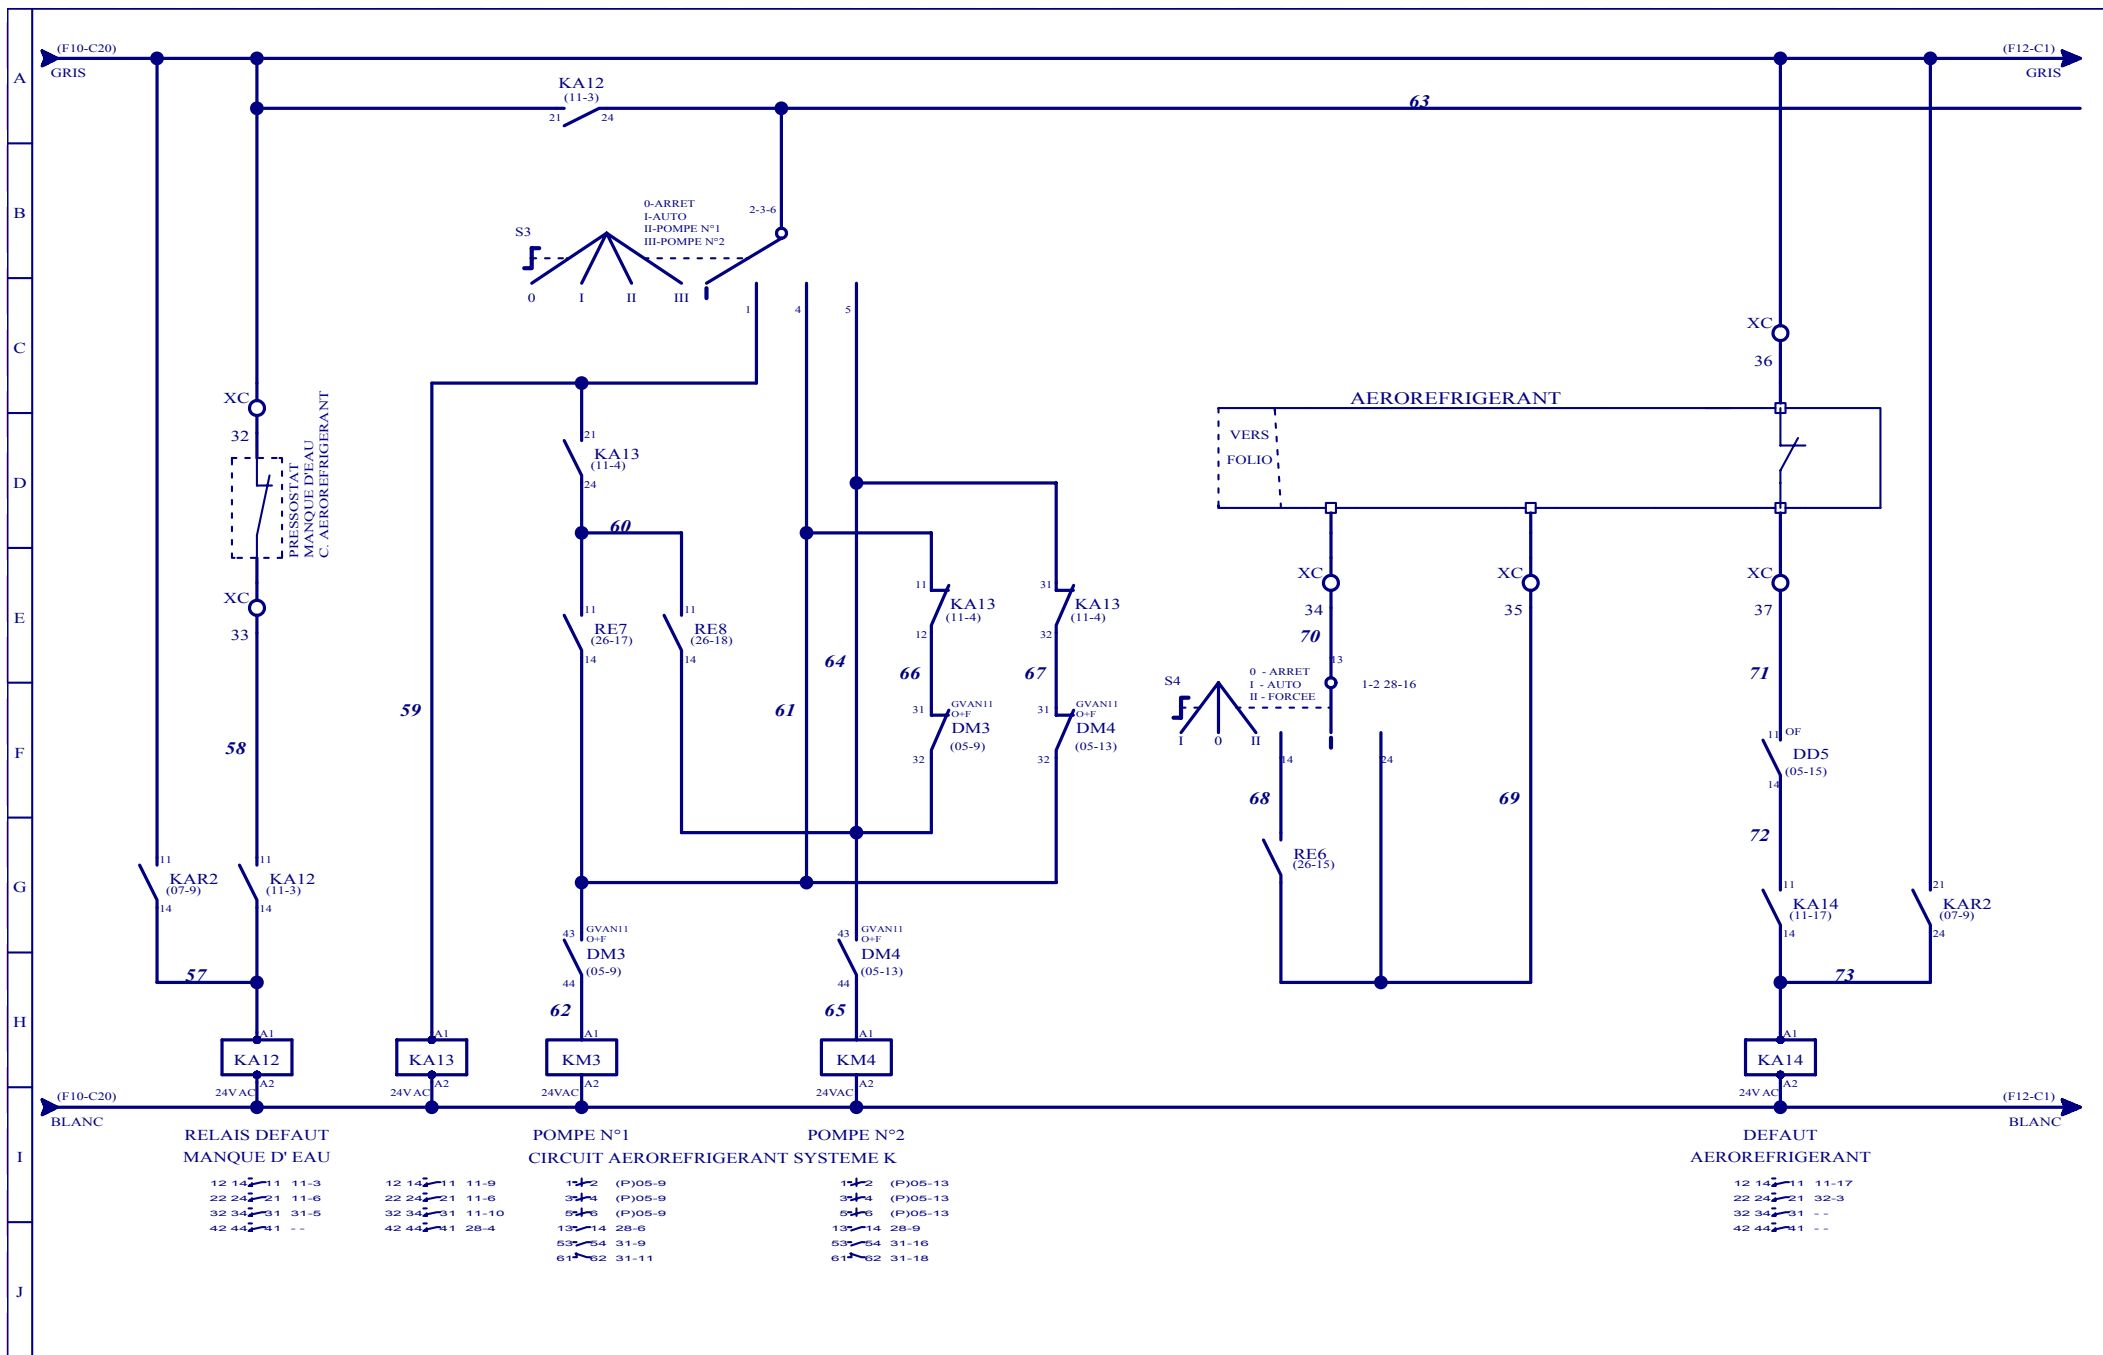 (F10-C20)
GRIS
(F12-C1)
GRIS
A
B
C
D
E
F
G
H
I
J
KA12
(11-3)
21
24
63
0-ARRET
I-AUTO
II-POMPE N°1
III-POMPE N°2
2-3-6
S3
0
I
II
III
1
4
5
XC
32
PRESSOSTAT
MANQUE D'EAU
C. AEROREFRIGERANT
XC
33
58
59
21
KA13
(11-4)
24
60
11
RE7
(26-17)
14
11
RE8
(26-18)
14
61
64
11
KA13
(11-4)
12
66
31
GVAN11
O+F
DM3
(05-9)
32
31
KA13
(11-4)
32
67
31
GVAN11
O+F
DM4
(05-13)
32
XC
36
AEROREFRIGERANT
VERS
FOLIO
XC
34
70
13
XC
35
XC
37
71
S4
0 - ARRET
I - AUTO
II - FORCEE
1-2 28-16
I
0
II
14
24
68
69
RE6
(26-15)
11
OF
DD5
(05-15)
14
72
11
KAR2
(07-9)
14
11
KA12
(11-3)
14
57
43
GVAN11
O+F
DM3
(05-9)
44
62
43
GVAN11
O+F
DM4
(05-13)
44
65
11
KA14
(11-17)
14
21
KAR2
(07-9)
24
73
A1
KA12
A2
24VAC
A1
KA13
A2
24VAC
A1
KM3
A2
24VAC
A1
KM4
A2
24VAC
A1
KA14
A2
24VAC
(F10-C20)
BLANC
(F12-C1)
BLANC
RELAIS DEFAUT
MANQUE D' EAU
POMPE N°1
POMPE N°2
CIRCUIT AEROREFRIGERANT SYSTEME K
DEFAUT
AEROREFRIGERANT
12 14 11 11-3
22 24 21 11-6
32 34 31 31-5
42 44 41 --
12 14 11 11-9
22 24 21 11-6
32 34 31 11-10
42 44 41 28-4
1 2 (P)05-9
3 4 (P)05-9
5 6 (P)05-9
13 14 28-6
53 54 31-9
61 62 31-11
1 2 (P)05-13
3 4 (P)05-13
5 6 (P)05-13
13 14 28-9
53 54 31-16
61 62 31-18
12 14 11 11-17
22 24 21 32-3
32 34 31 --
42 44 41 --